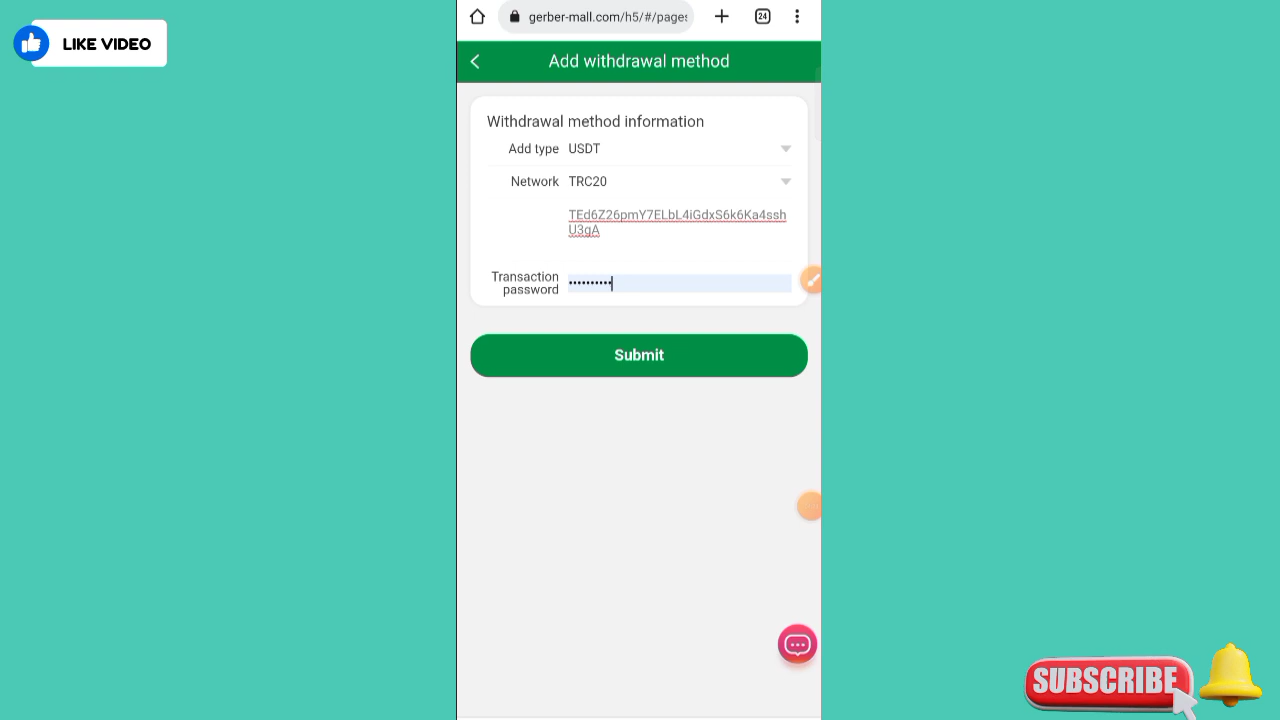 LIKE VIDEO
gerber-mall.com/h5/#/pages
24
Add withdrawal method
Withdrawal method information
Add type USDT
Network TRC20
TEd6Z26pmY7ELbL4iGdxS6k6Ka4ssh
U3gA
Transaction
password ••••••••••
Submit
SUBSCRIBE